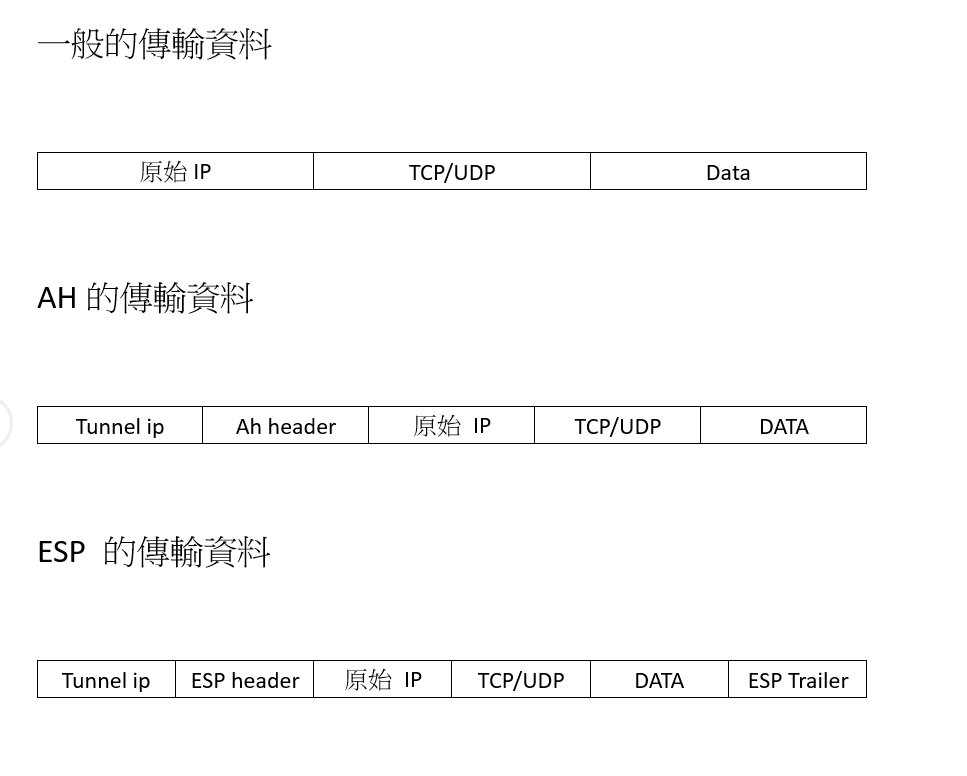 一般的傳輸資料
原始 IP TCP/UDP Data
AH 的傳輸資料
Tunnel ip Ah header 原始 IP TCP/UDP DATA
ESP 的傳輸資料
Tunnel ip ESP header 原始 IP TCP/UDP DATA ESP Trailer